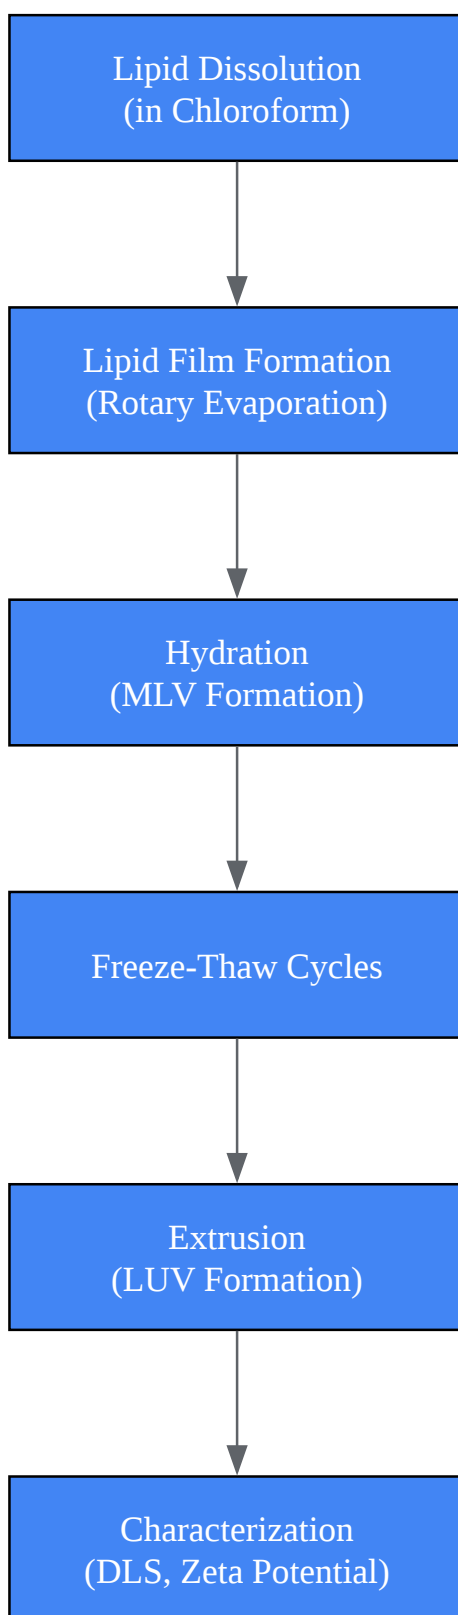 Lipid Dissolution
(in Chloroform)
Lipid Film Formation
(Rotary Evaporation)
Hydration
(MLV Formation)
Freeze-Thaw Cycles
Extrusion
(LUV Formation)
Characterization
(DLS, Zeta Potential)